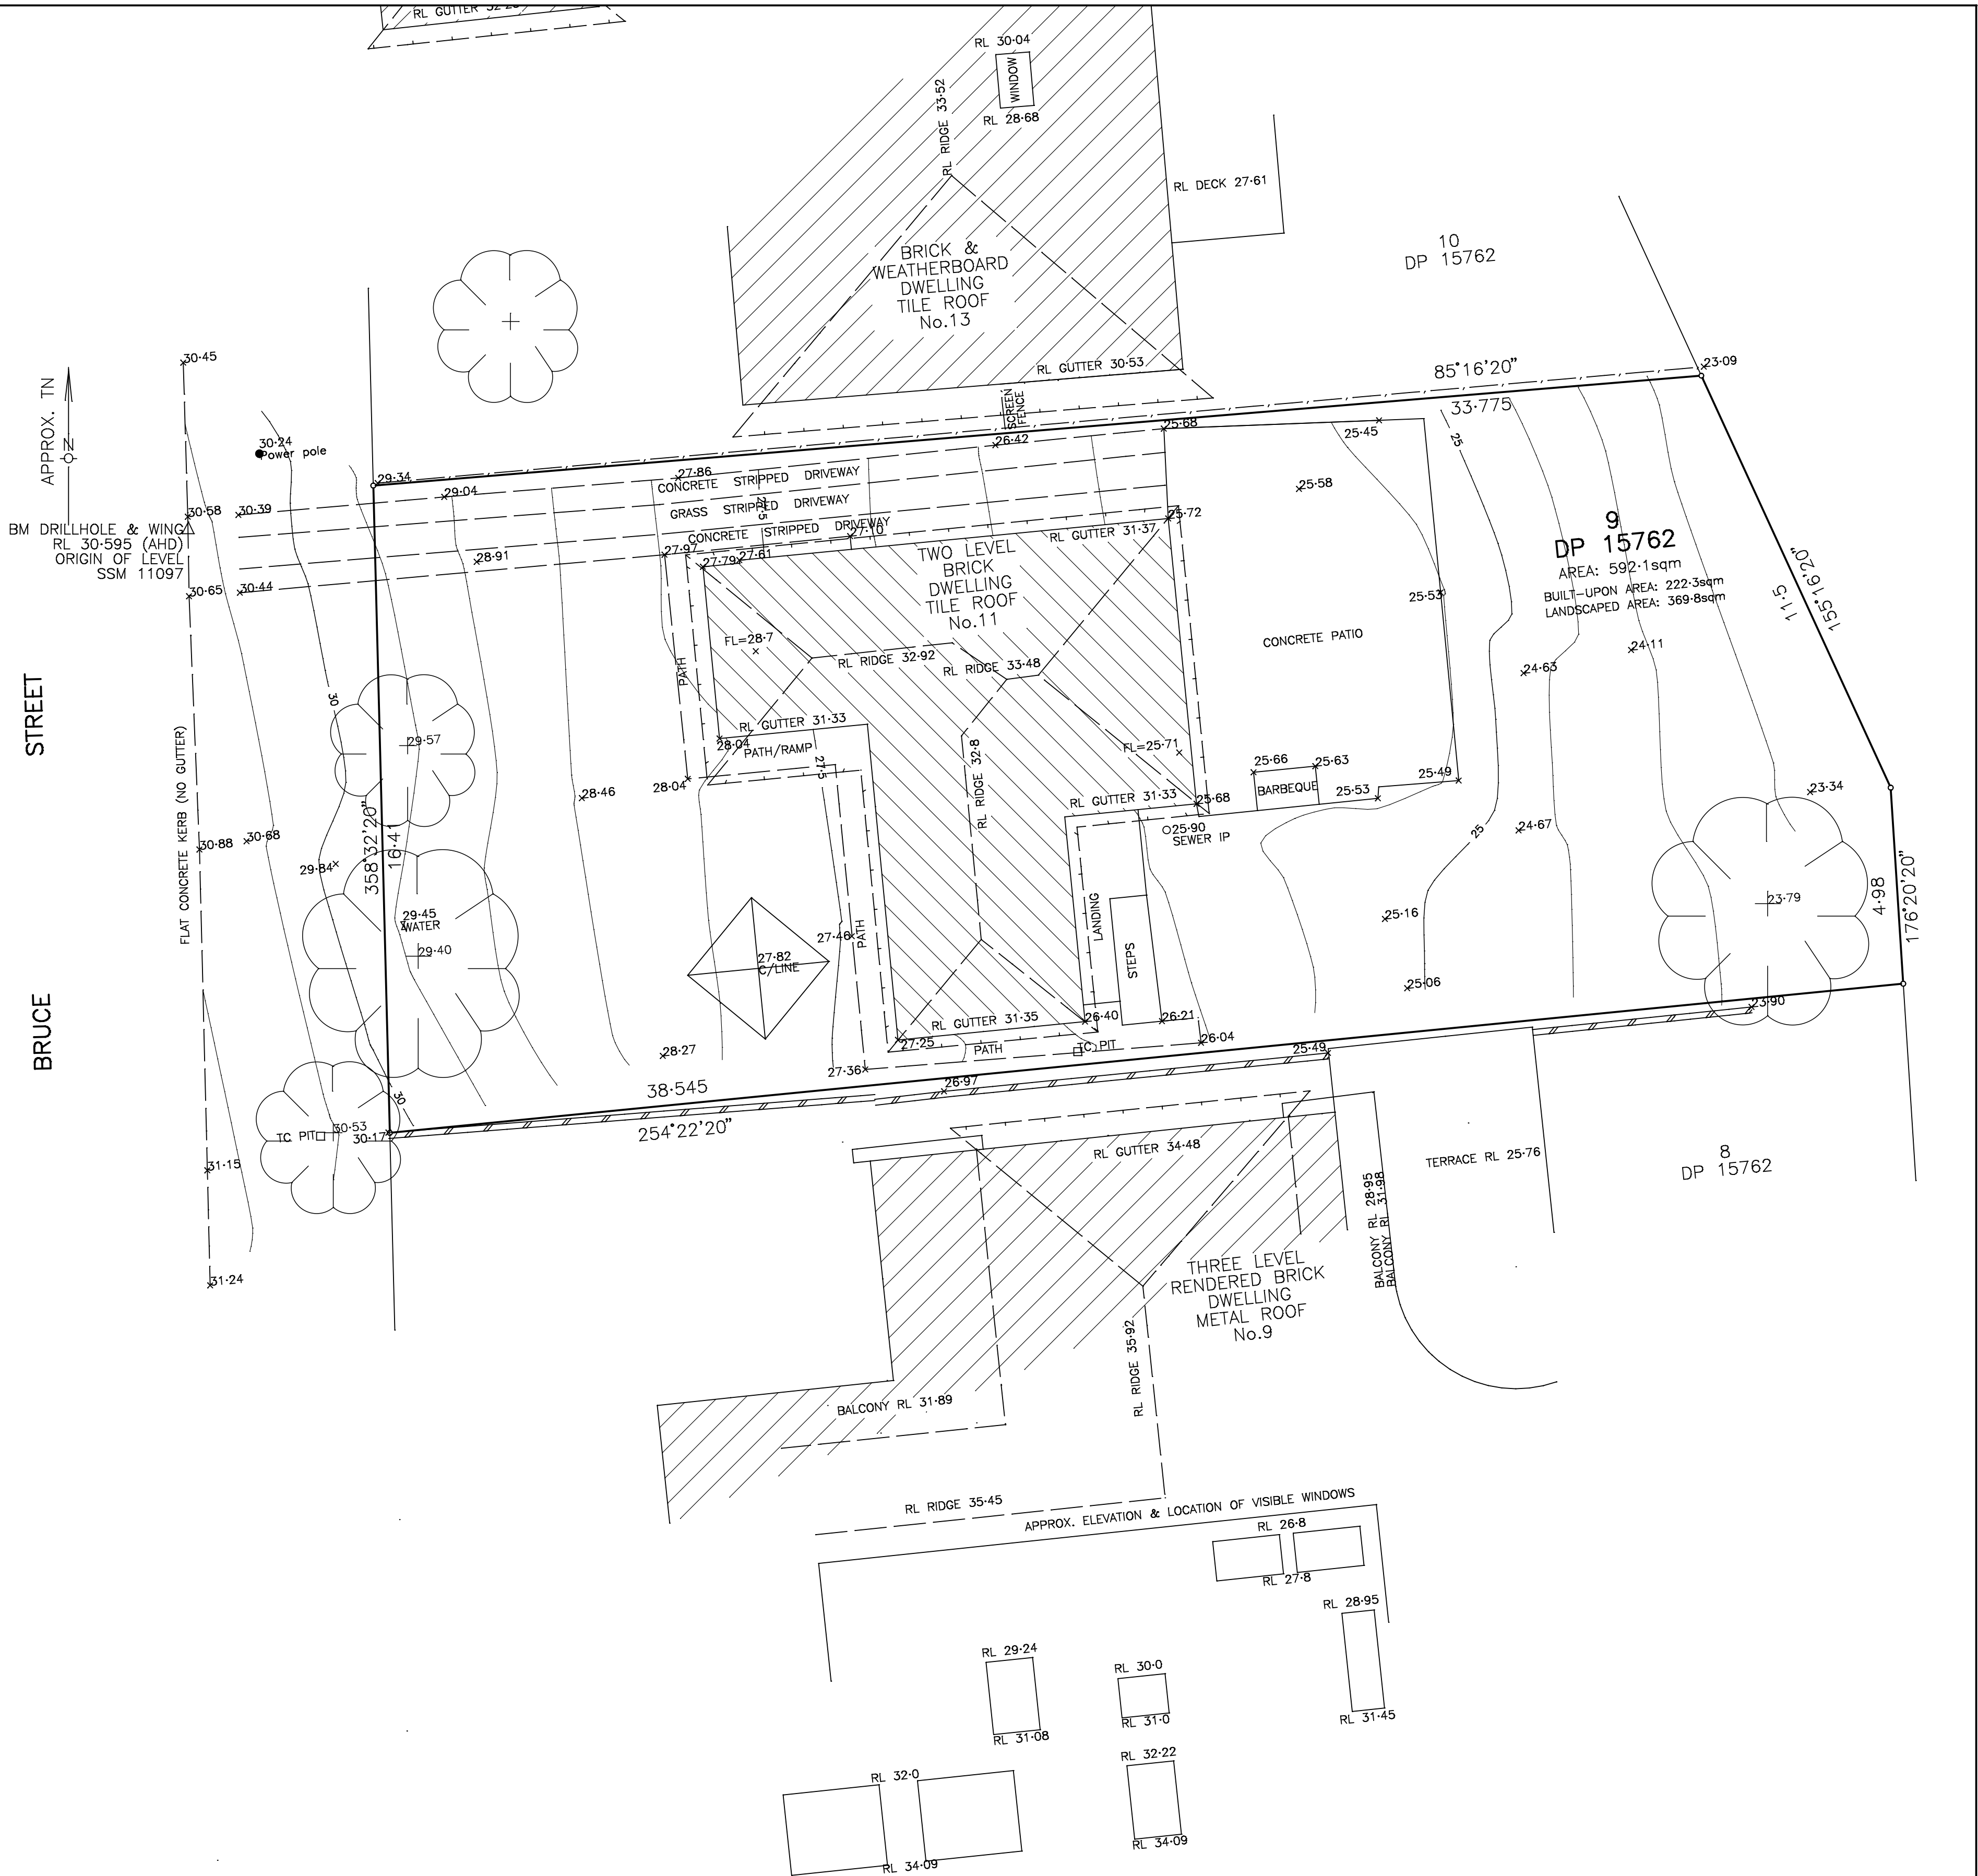 RL 30·04
WINDOW
RL 28·68
RL RIDGE 33·52
RL DECK 27·61
10
DP 15762
BRICK &
WEATHERBOARD
DWELLING
TILE ROOF
No.13
RL GUTTER 30·53
SCREEN
FENCE
85°16'20"
33·775
23·09
30·45
APPROX. TN
N
30·24
Power pole
29·34
29·04
27·86
26·42
25·68
25·45
25
CONCRETE STRIPPED DRIVEWAY
GRASS STRIPPED DRIVEWAY
CONCRETE STRIPPED DRIVEWAY
27·5
27·10
25·58
30·58
30·39
BM DRILLHOLE & WING
RL 30·595 (AHD)
ORIGIN OF LEVEL
SSM 11097
30·65
30·44
28·91
27·97
27·79
27·61
RL GUTTER 31·37
25·72
TWO LEVEL
BRICK
DWELLING
TILE ROOF
No.11
9
DP 15762
AREA: 592·1sqm
BUILT-UPON AREA: 222·3sqm
LANDSCAPED AREA: 369·8sqm
11·5
155°16'20"
25·53
CONCRETE PATIO
FL=28·7
RL RIDGE 32·92
RL RIDGE 33·48
PATH
24·11
24·63
STREET
30
29·57
RL GUTTER 31·33
28·04
PATH/RAMP
27·5
28·04
RL RIDGE 32·8
FL=25·71
25·66
25·63
25·49
BARBEQUE
25·53
RL GUTTER 31·33
25·68
25·90
SEWER IP
28·46
23·34
25
24·67
FLAT CONCRETE KERB (NO GUTTER)
30·88
30·68
29·84
358°32'20"
16·41
29·45
WATER
29·40
27·46
PATH
27·82
C/LINE
LANDING
STEPS
25·16
25·06
23·79
4·98
176°20'20"
23·90
BRUCE
RL GUTTER 31·35
26·40
26·21
27·25
PATH
TC PIT
26·04
25·49
28·27
27·36
26·97
38·545
254°22'20"
30
TC PIT
30·53
30·17
31·15
31·24
RL GUTTER 34·48
BALCONY RL 28·95
BALCONY RL 31·98
TERRACE RL 25·76
8
DP 15762
THREE LEVEL
RENDERED BRICK
DWELLING
METAL ROOF
No.9
RL RIDGE 35·92
BALCONY RL 31·89
RL RIDGE 35·45
APPROX. ELEVATION & LOCATION OF VISIBLE WINDOWS
RL 26·8
RL 27·8
RL 28·95
RL 31·45
RL 29·24
RL 31·08
RL 30·0
RL 31·0
RL 32·22
RL 34·09
RL 32·0
RL 34·09